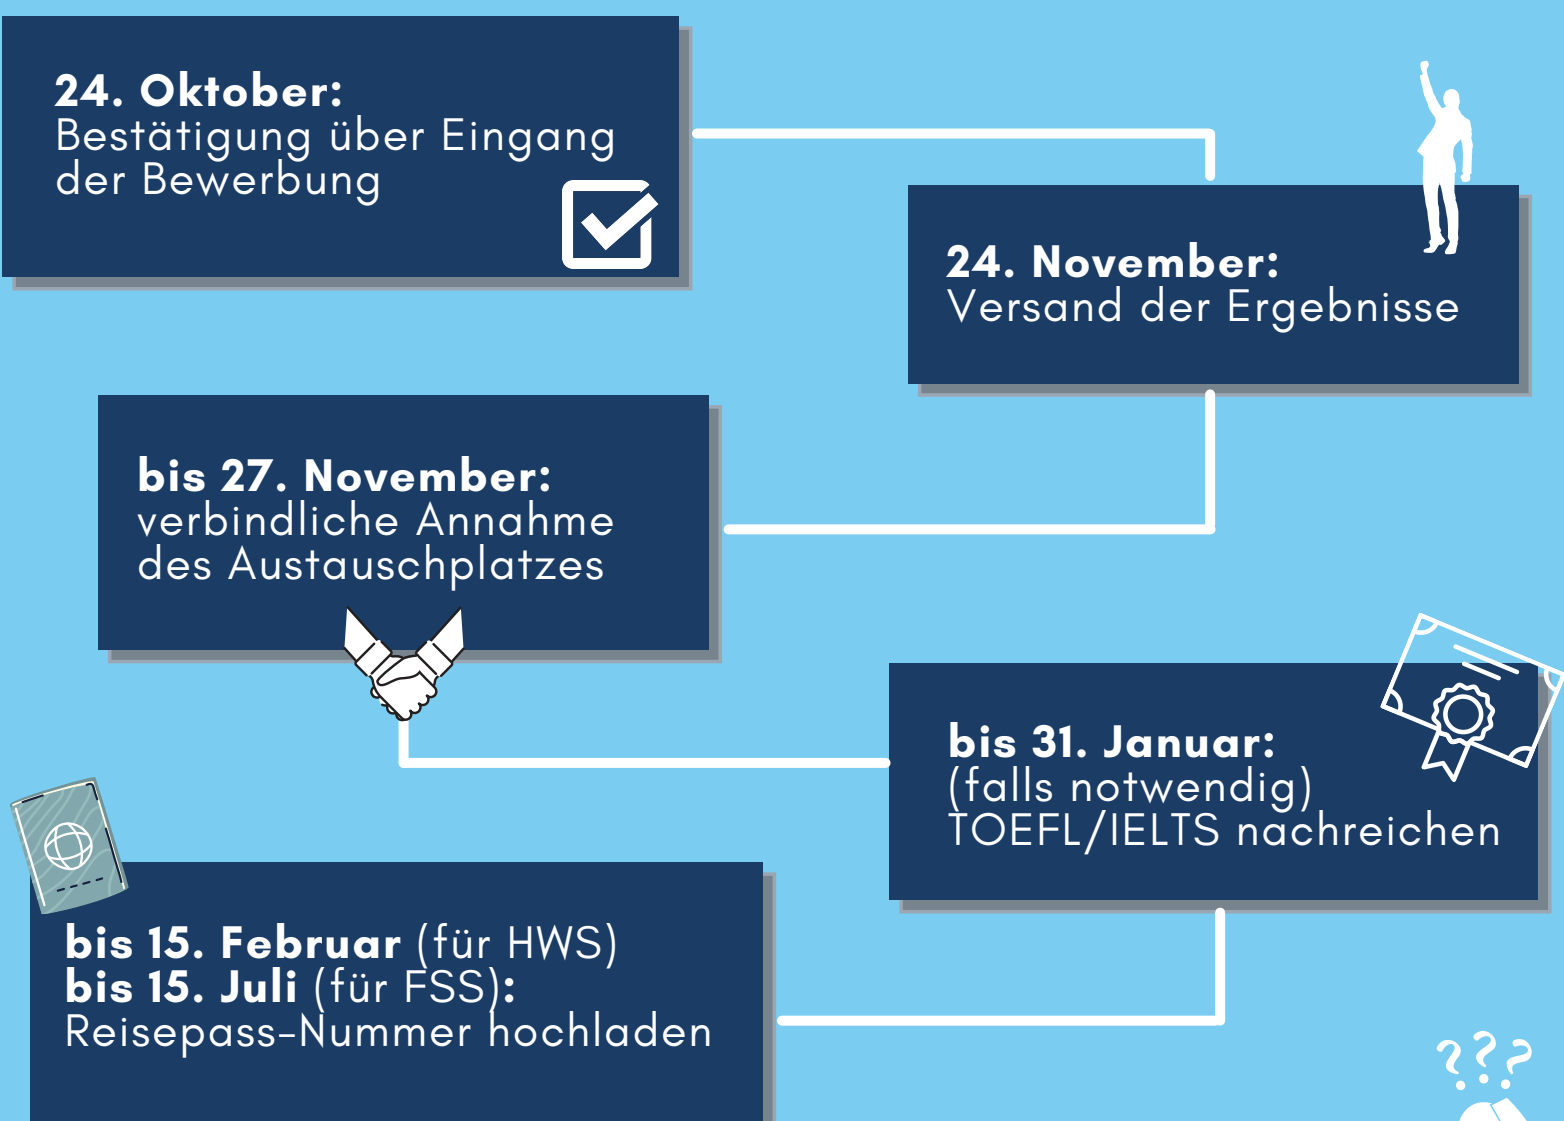 24. Oktober:
Bestätigung über Eingang
der Bewerbung
24. November:
Versand der Ergebnisse
bis 27. November:
verbindliche Annahme
des Austauschplatzes
bis 31. Januar:
(falls notwendig)
TOEFL/IELTS nachreichen
bis 15. Februar (für HWS)
bis 15. Juli (für FSS):
Reisepass-Nummer hochladen
???